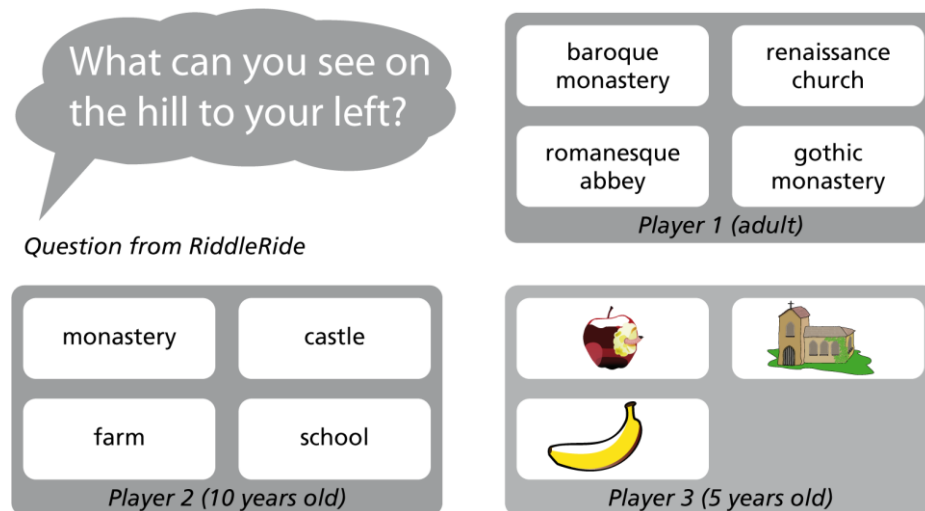 What can you see on
the hill to your left?
Question from RiddleRide
baroque
monastery
renaissance
church
romanesque
abbey
gothic
monastery
Player 1 (adult)
monastery
castle
farm
school
Player 2 (10 years old)
Player 3 (5 years old)